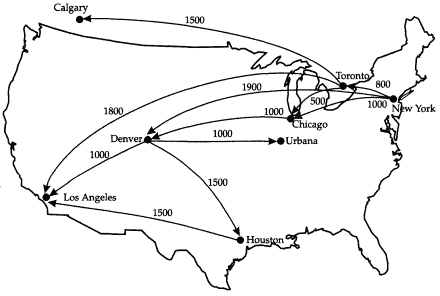 Calgary
1500
Toronto
800
1900
500
1000
New York
1800
1000
Chicago
Denver
1000
Urbana
1000
1500
Los Angeles
1500
Houston